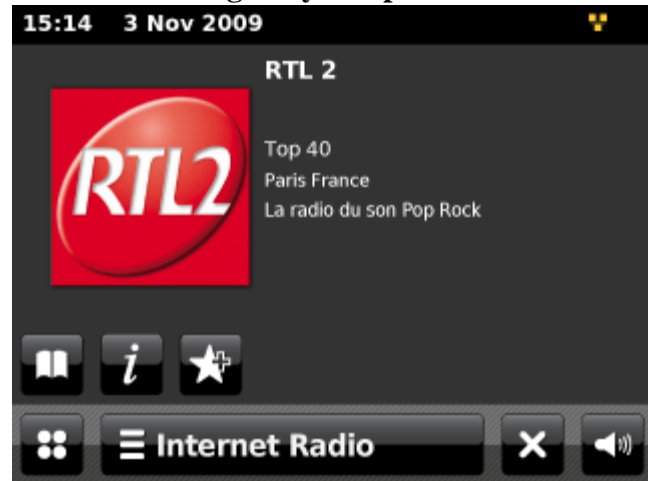 15:14 3 Nov 2009
RTL 2
RTL2
Top 40
Paris France
La radio du son Pop Rock
i
Internet Radio